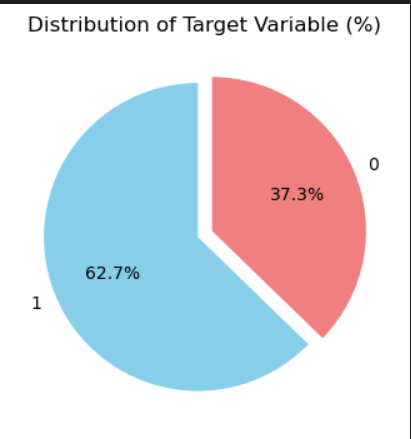 Distribution of Target Variable (%)
0
37.3%
62.7%
1